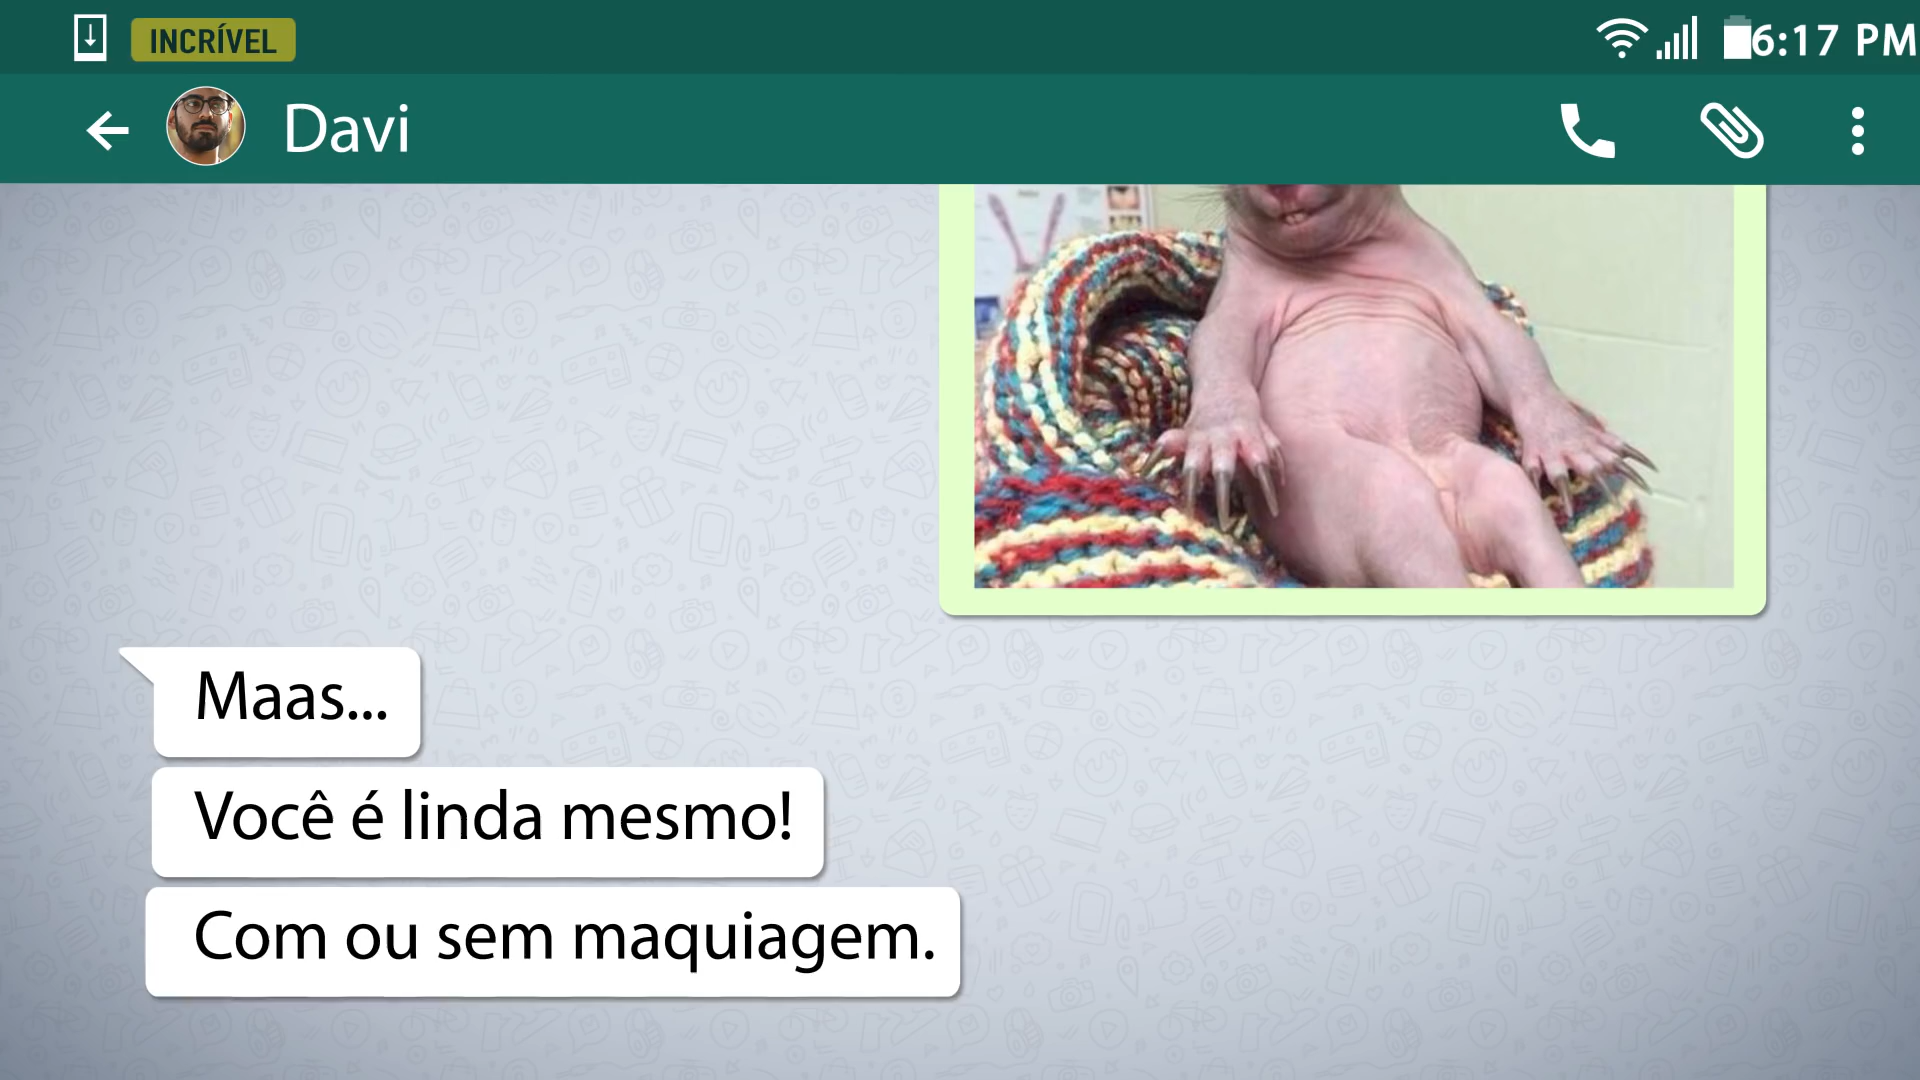 INCRÍVEL
6:17 PM
Davi
Maas...
Você é linda mesmo!
Com ou sem maquiagem.